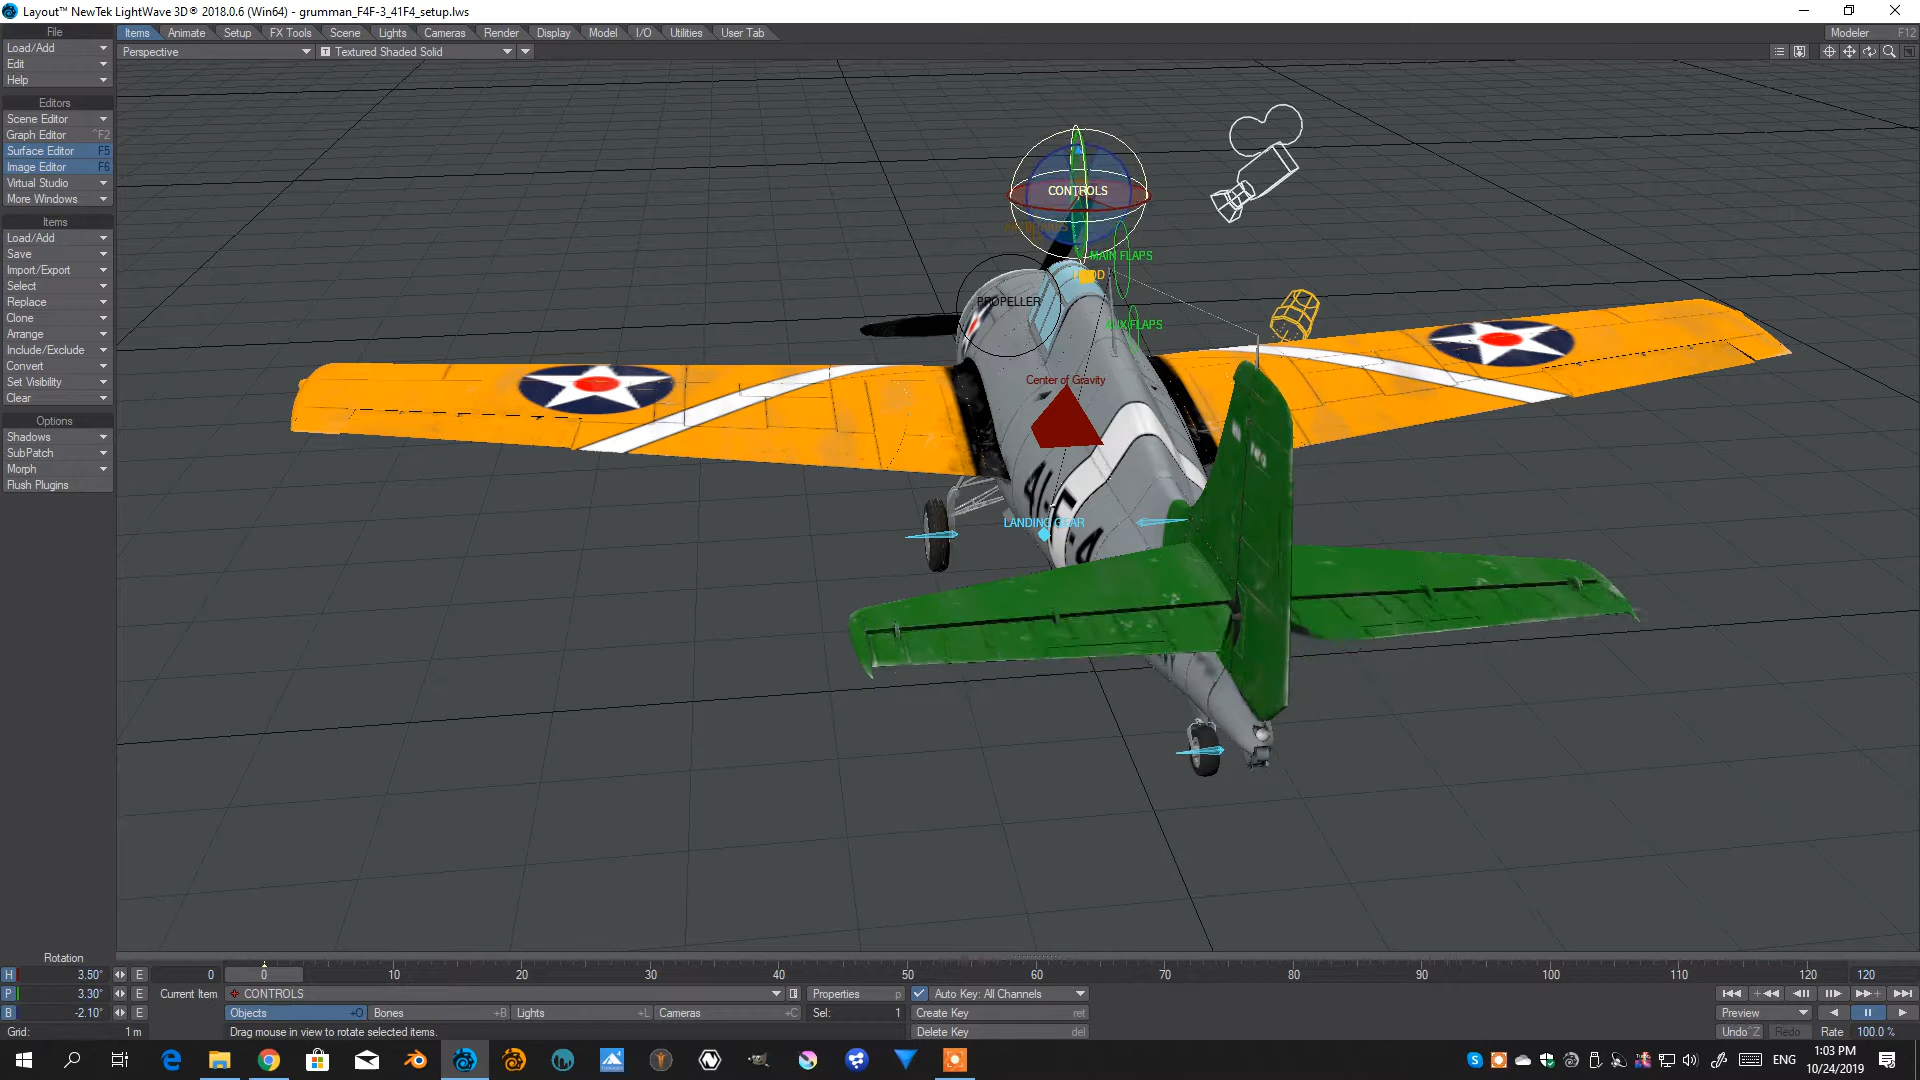 Layout™ NewTek LightWave 3D® 2018.0.6 (Win64) - grumman_F4F-3_41F4_setup.lws
File
Items Animate Setup FX Tools Scene Lights Cameras Render Display Model I/O Utilities User Tab
Modeler F12
Load/Add
Perspective
T Textured Shaded Solid
Edit
Help
Editors
Scene Editor
Graph Editor ^F2
Surface Editor F5
Image Editor F6
Virtual Studio
More Windows
Items
Load/Add
Save
Import/Export
Select
Replace
Clone
Arrange
Include/Exclude
Convert
Set Visibility
Clear
Options
Shadows
SubPatch
Morph
Flush Plugins
CONTROLS
MAIN FLAPS
PROPELLER
AUX FLAPS
Center of Gravity
LANDING GEAR
Rotation
H 3.50° E 0
0 10 20 30 40 50 60 70 80 90 100 110 120 120
P 3.30° E Current Item CONTROLS Properties p Auto Key: All Channels
B -2.10° E Objects +O Bones +B Lights +L Cameras +C Sel: 1 Create Key ret Preview
Grid: 1 m Drag mouse in view to rotate selected items. Delete Key del Undo ^Z Redo Rate 100.0 %
ENG
1:03 PM
10/24/2019